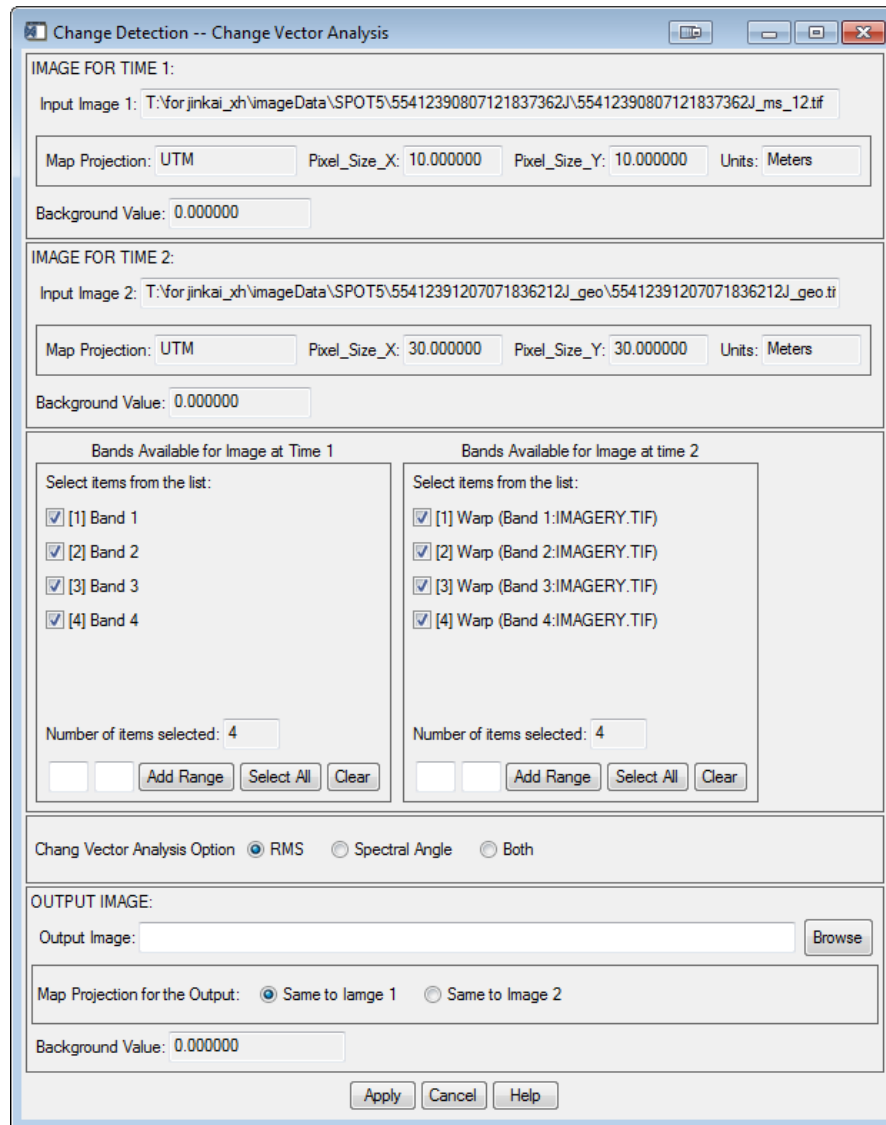 Change Detection -- Change Vector Analysis
IMAGE FOR TIME 1:
Input Image 1: T:\for jinkai_xh\imageData\SPOT5\55412390807121837362J\55412390807121837362J_ms_12.tif
Map Projection: UTM Pixel_Size_X: 10.000000 Pixel_Size_Y: 10.000000 Units: Meters
Background Value: 0.000000
IMAGE FOR TIME 2:
Input Image 2: T:\for jinkai_xh\imageData\SPOT5\55412391207071836212J_geo\55412391207071836212J_geo.tif
Map Projection: UTM Pixel_Size_X: 30.000000 Pixel_Size_Y: 30.000000 Units: Meters
Background Value: 0.000000
Bands Available for Image at Time 1 Bands Available for Image at time 2
Select items from the list: Select items from the list:
[1] Band 1 [1] Warp (Band 1:IMAGERY.TIF)
[2] Band 2 [2] Warp (Band 2:IMAGERY.TIF)
[3] Band 3 [3] Warp (Band 3:IMAGERY.TIF)
[4] Band 4 [4] Warp (Band 4:IMAGERY.TIF)
Number of items selected: 4 Number of items selected: 4
Add Range Select All Clear Add Range Select All Clear
Chang Vector Analysis Option RMS Spectral Angle Both
OUTPUT IMAGE:
Output Image: Browse
Map Projection for the Output: Same to Iamge 1 Same to Image 2
Background Value: 0.000000
Apply Cancel Help